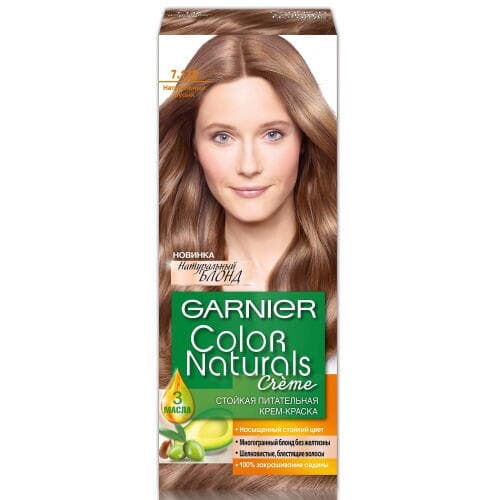 Натуральный
НОВИНКА
Натуральный
БЛОНД
GARNIER
Color
Naturals
Crème
СТОЙКАЯ ПИТАТЕЛЬНАЯ
КРЕМ-КРАСКА
3
МАСЛА
• Насыщенный стойкий цвет
• Многогранный блонд без желтизны
• Шелковистые, блестящие волосы
• 100% закрашивание седины